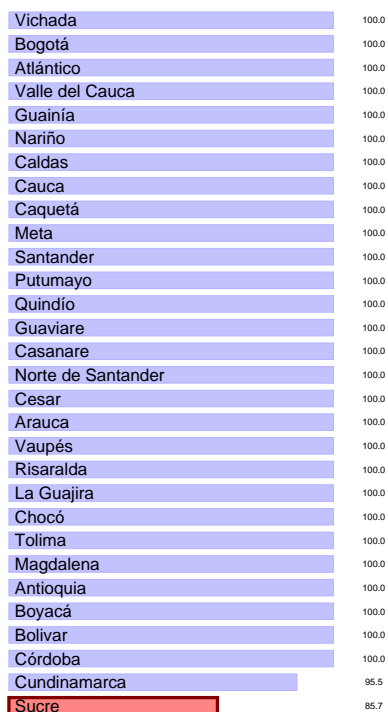 Vichada 100.0
Bogotá 100.0
Atlántico 100.0
Valle del Cauca 100.0
Guainía 100.0
Nariño 100.0
Caldas 100.0
Cauca 100.0
Caquetá 100.0
Meta 100.0
Santander 100.0
Putumayo 100.0
Quindío 100.0
Guaviare 100.0
Casanare 100.0
Norte de Santander 100.0
Cesar 100.0
Arauca 100.0
Vaupés 100.0
Risaralda 100.0
La Guajira 100.0
Chocó 100.0
Tolima 100.0
Magdalena 100.0
Antioquia 100.0
Boyacá 100.0
Bolivar 100.0
Córdoba 100.0
Cundinamarca 95.5
Sucre 85.7